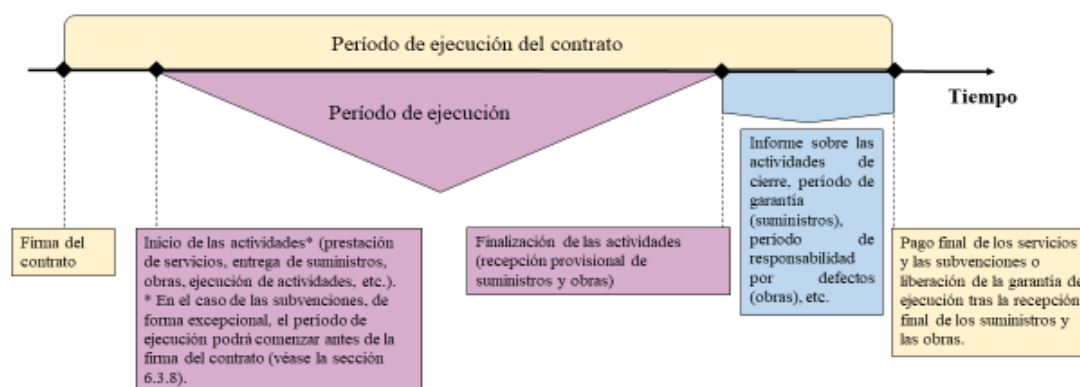 Período de ejecución del contrato
Tiempo
Período de ejecución
Firma del
contrato
Inicio de las actividades* (prestación
de servicios, entrega de suministros,
obras, ejecución de actividades, etc.).
* En el caso de las subvenciones, de
forma excepcional, el período de
ejecución podrá comenzar antes de la
firma del contrato (véase la sección
6.3.8).
Finalización de las actividades
(recepción provisional de
suministros y obras)
Informe sobre las
actividades de
cierre, período de
garantía
(suministros),
período de
responsabilidad
por defectos
(obras), etc.
Pago final de los servicios
y las subvenciones o
liberación de la garantía de
ejecución tras la recepción
final de los suministros y
las obras.